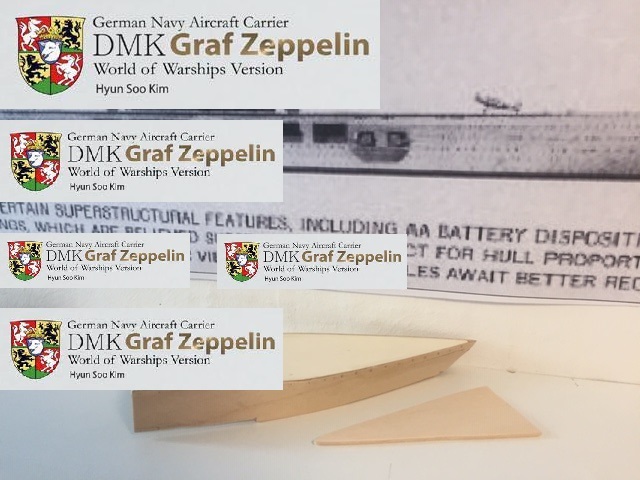 German Navy Aircraft Carrier
DMK Graf Zeppelin
World of Warships Version
Hyun Soo Kim
German Navy Aircraft Carrier
DMK Graf Zeppelin
World of Warships Version
Hyun Soo Kim
ERTAIN SUPERSTRUCTURAL FEATURES, INCLUDING AA BATTERY DISPOSITI
NGS, WHICH ARE BELIEVED
CT FOR HULL PROPORT
LES AWAIT BETTER REC
German Navy Aircraft Carrier
DMK Graf Zeppelin
World of Warships Version
Hyun Soo Kim
German Navy Aircraft Carrier
DMK Graf Zeppelin
World of Warships Version
Hyun Soo Kim
German Navy Aircraft Carrier
DMK Graf Zeppelin
World of Warships Version
Hyun Soo Kim